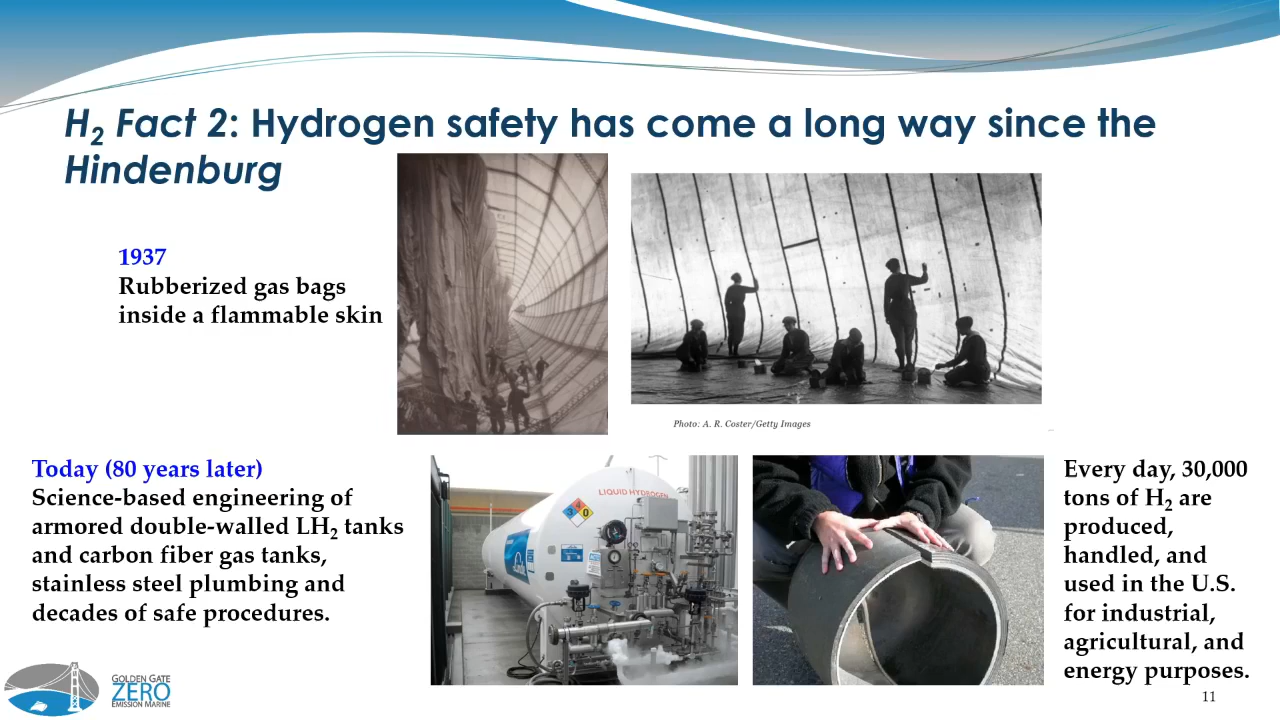 H2 Fact 2: Hydrogen safety has come a long way since the
Hindenburg
1937
Rubberized gas bags
inside a flammable skin
Photo: A. R. Coster/Getty Images
Today (80 years later)
Science-based engineering of
armored double-walled LH2 tanks
and carbon fiber gas tanks,
stainless steel plumbing and
decades of safe procedures.
LIQUID HYDROGEN
4
3 0
Every day, 30,000
tons of H2 are
produced,
handled, and
used in the U.S.
for industrial,
agricultural, and
energy purposes.
GOLDEN GATE
ZERO
EMISSION MARINE
11